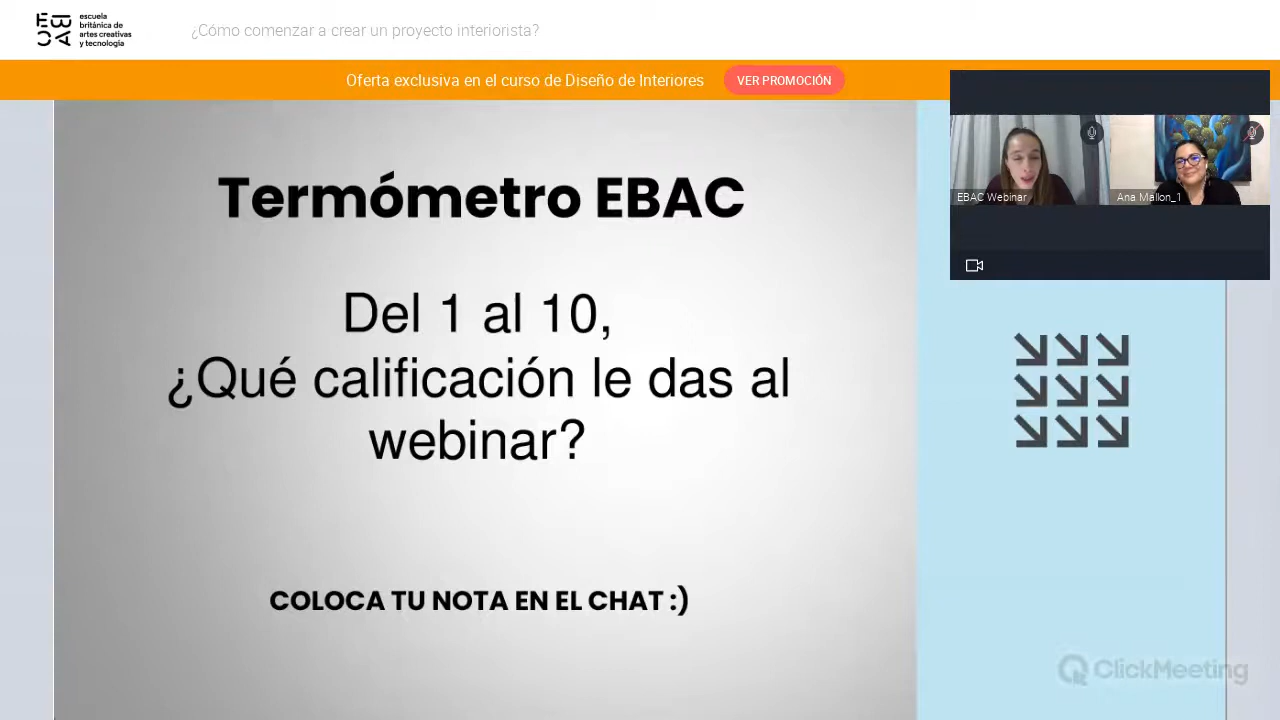 escuela
británica de
artes creativas
y tecnología
EBAC
¿Cómo comenzar a crear un proyecto interiorista?
Oferta exclusiva en el curso de Diseño de Interiores
VER PROMOCIÓN
EBAC Webinar
Ana Mallon_1
Termómetro EBAC
Del 1 al 10,
¿Qué calificación le das al
webinar?
COLOCA TU NOTA EN EL CHAT :)
ClickMeeting